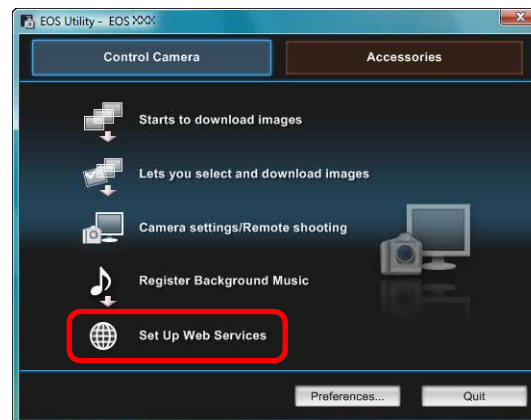 EOS Utility - EOS XXX
Control Camera
Accessories
Starts to download images
Lets you select and download images
Camera settings/Remote shooting
Register Background Music
Set Up Web Services
Preferences...
Quit